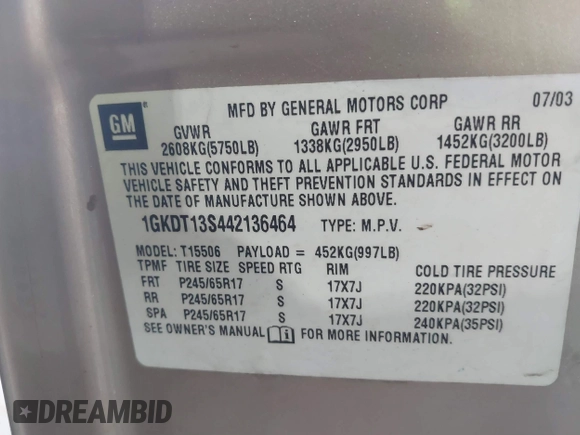 GM
MFD BY GENERAL MOTORS CORP 07/03
GVWR GAWR FRT GAWR RR
2608KG(5750LB) 1338KG(2950LB) 1452KG(3200LB)
THIS VEHICLE CONFORMS TO ALL APPLICABLE U.S. FEDERAL MOTOR
VEHICLE SAFETY AND THEFT PREVENTION STANDARDS IN EFFECT ON
THE DATE OF MANUFACTURE SHOWN ABOVE.
1GKDT13S442136464 TYPE: M.P.V.
MODEL: T15506 PAYLOAD = 452KG(997LB)
TPMF TIRE SIZE SPEED RTG RIM COLD TIRE PRESSURE
FRT P245/65R17 S 17X7J 220KPA(32PSI)
RR P245/65R17 S 17X7J 220KPA(32PSI)
SPA P245/65R17 S 17X7J 240KPA(35PSI)
SEE OWNER'S MANUAL FOR MORE INFORMATION.
DREAMBID